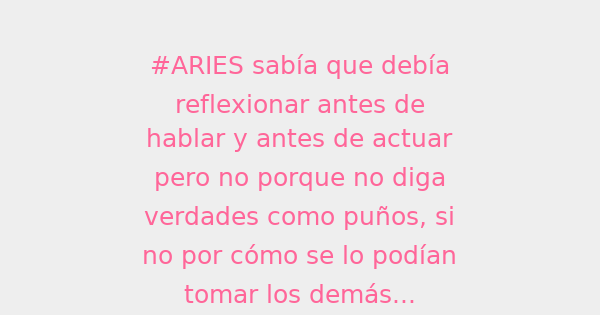 #ARIES sabía que debía
reflexionar antes de
hablar y antes de actuar
pero no porque no diga
verdades como puños, si
no por cómo se lo podían
tomar los demás...